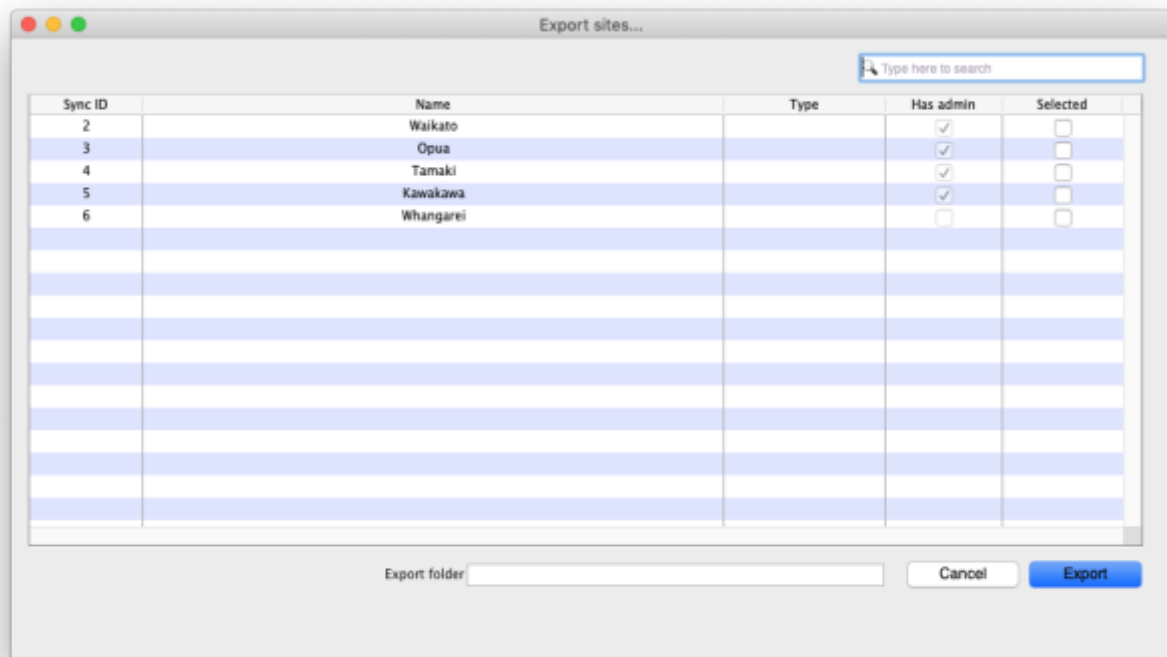 Export sites...
Type here to search
Sync ID Name Type Has admin Selected
2 Waikato
3 Opua
4 Tamaki
5 Kawakawa
6 Whangarei
Export folder Cancel Export